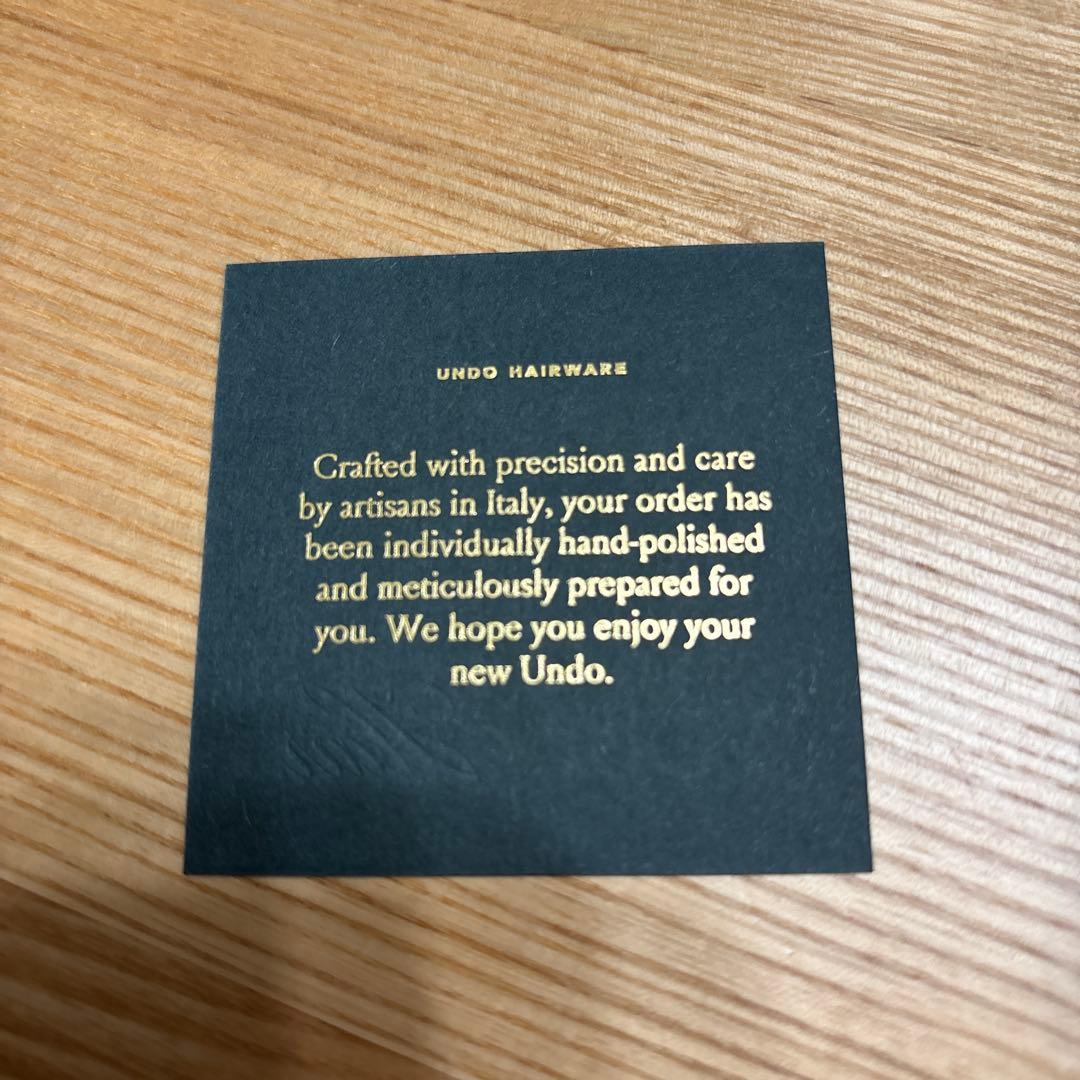 UNDO HAIRWARE
Crafted with precision and care
by artisans in Italy, your order has
been individually hand-polished
and meticulously prepared for
you. We hope you enjoy your
new Undo.